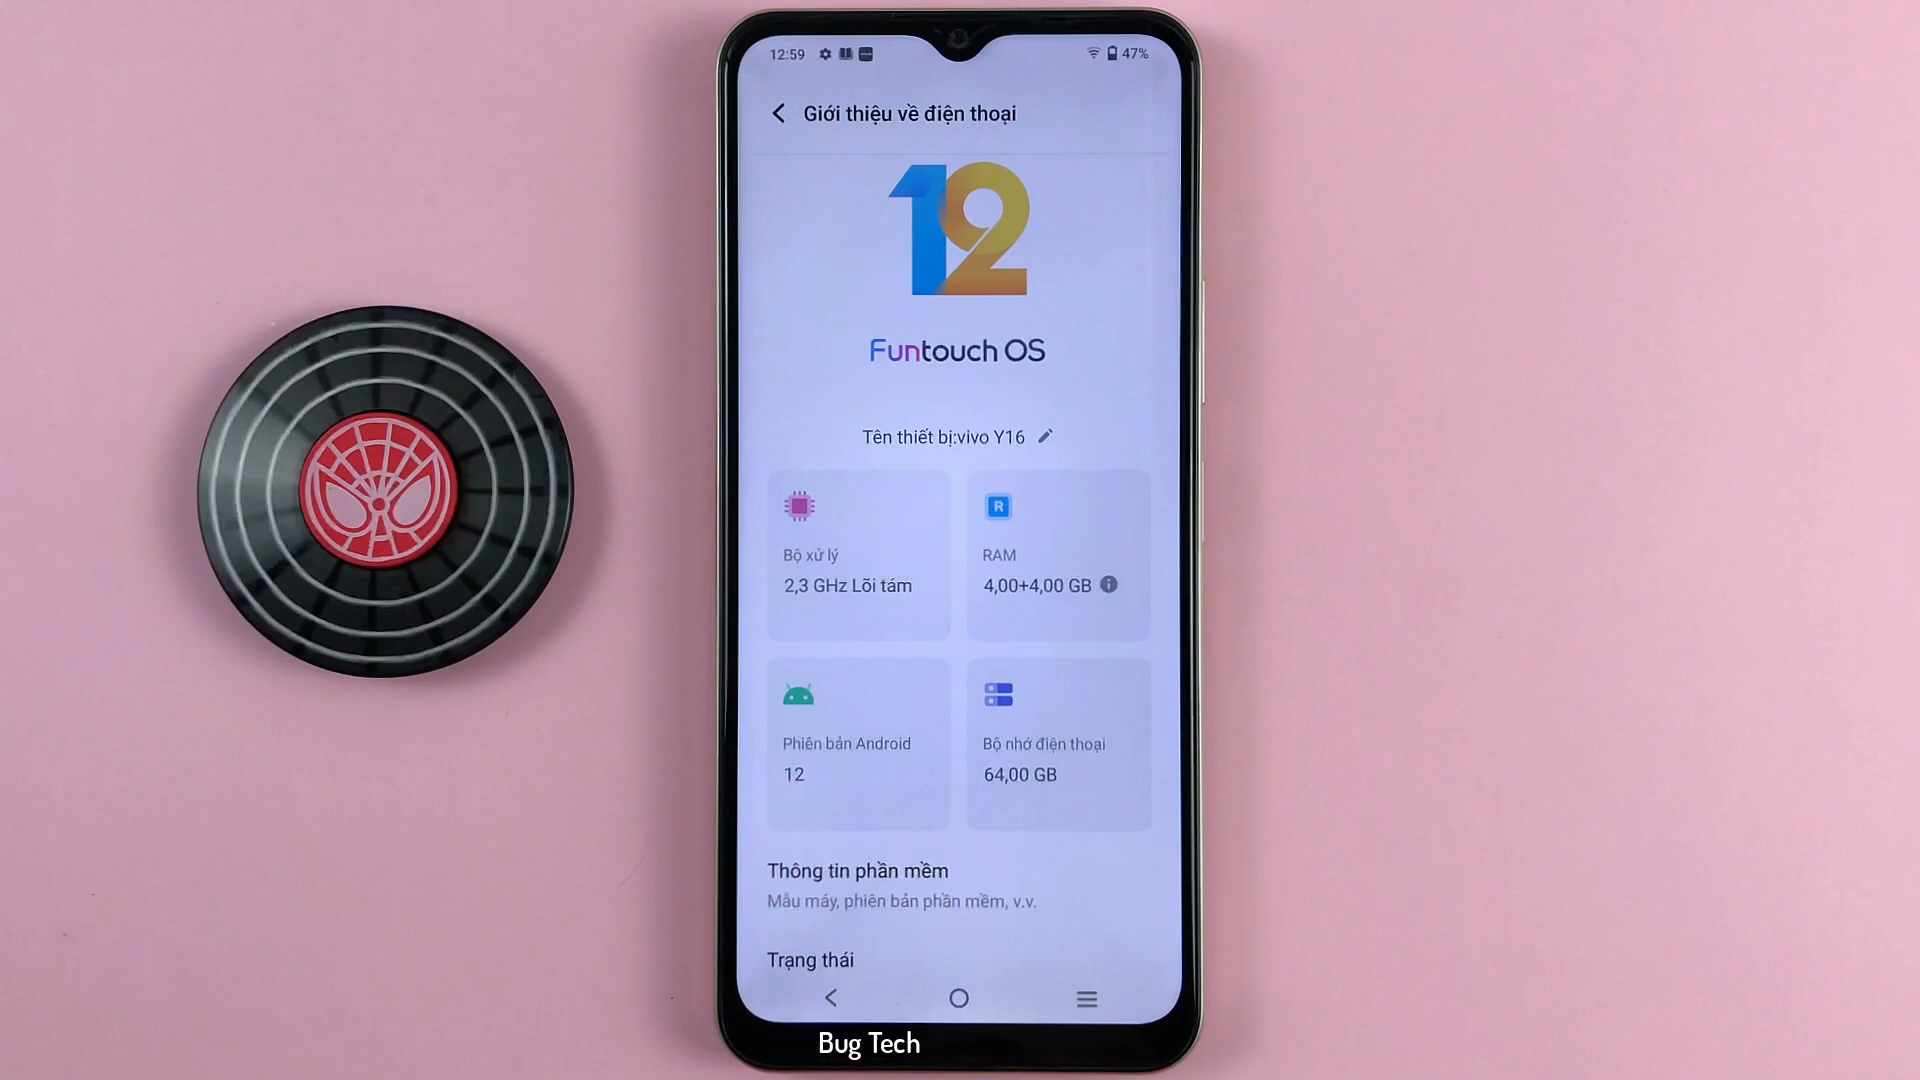 12:59
47%
Giới thiệu về điện thoại
12
Funtouch OS
Tên thiết bị:vivo Y16
Bộ xử lý
2,3 GHz Lõi tám
R
RAM
4,00+4,00 GB
Phiên bản Android
12
Bộ nhớ điện thoại
64,00 GB
Thông tin phần mềm
Mẫu máy, phiên bản phần mềm, v.v.
Trạng thái
Bug Tech